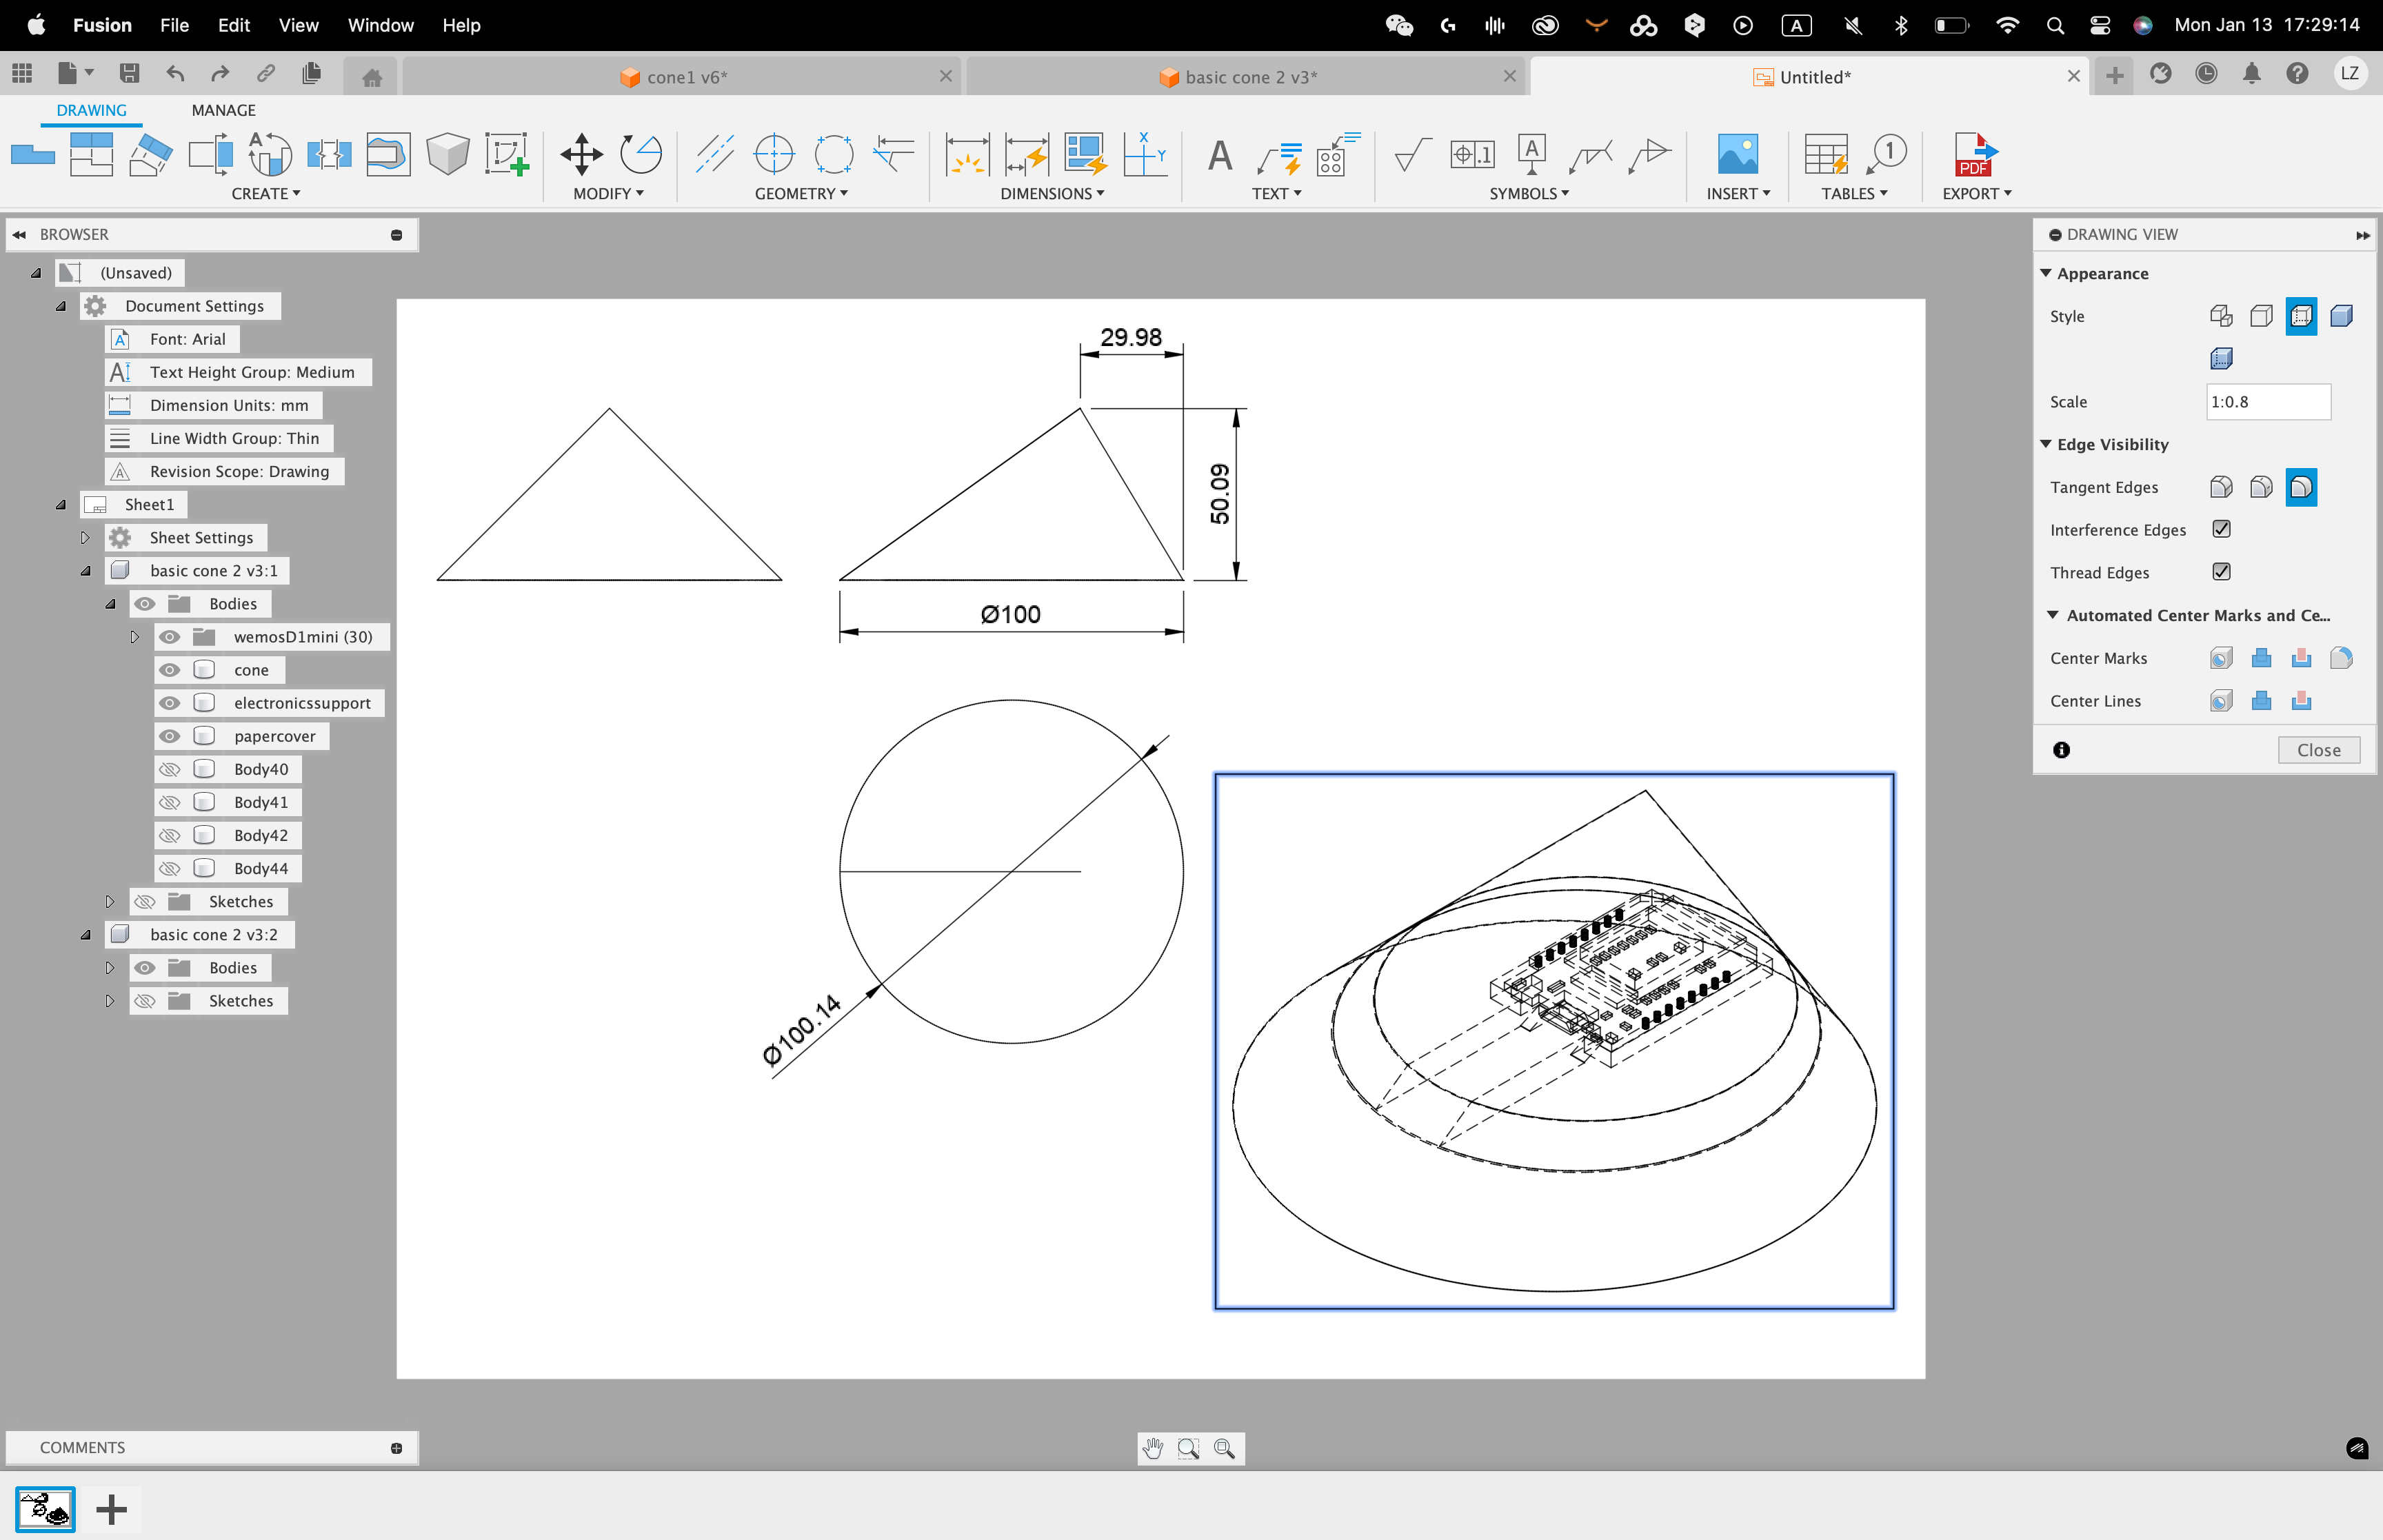 Fusion File Edit View Window Help A Mon Jan 13 17:29:14
cone1 v6* basic cone 2 v3* Untitled* LZ
DRAWING MANAGE
A X Y A .1 A 1 PDF
CREATE MODIFY GEOMETRY DIMENSIONS TEXT SYMBOLS INSERT TABLES EXPORT
BROWSER
(Unsaved)
Document Settings
A Font: Arial
A Text Height Group: Medium
Dimension Units: mm
Line Width Group: Thin
A Revision Scope: Drawing
Sheet1
Sheet Settings
basic cone 2 v3:1
Bodies
wemosD1mini (30)
cone
electronicssupport
papercover
Body40
Body41
Body42
Body44
Sketches
basic cone 2 v3:2
Bodies
Sketches
29.98
50.09
Ø100
Ø100.14
DRAWING VIEW
Appearance
Style
Scale 1:0.8
Edge Visibility
Tangent Edges
Interference Edges
Thread Edges
Automated Center Marks and Ce...
Center Marks
Center Lines
Close
COMMENTS